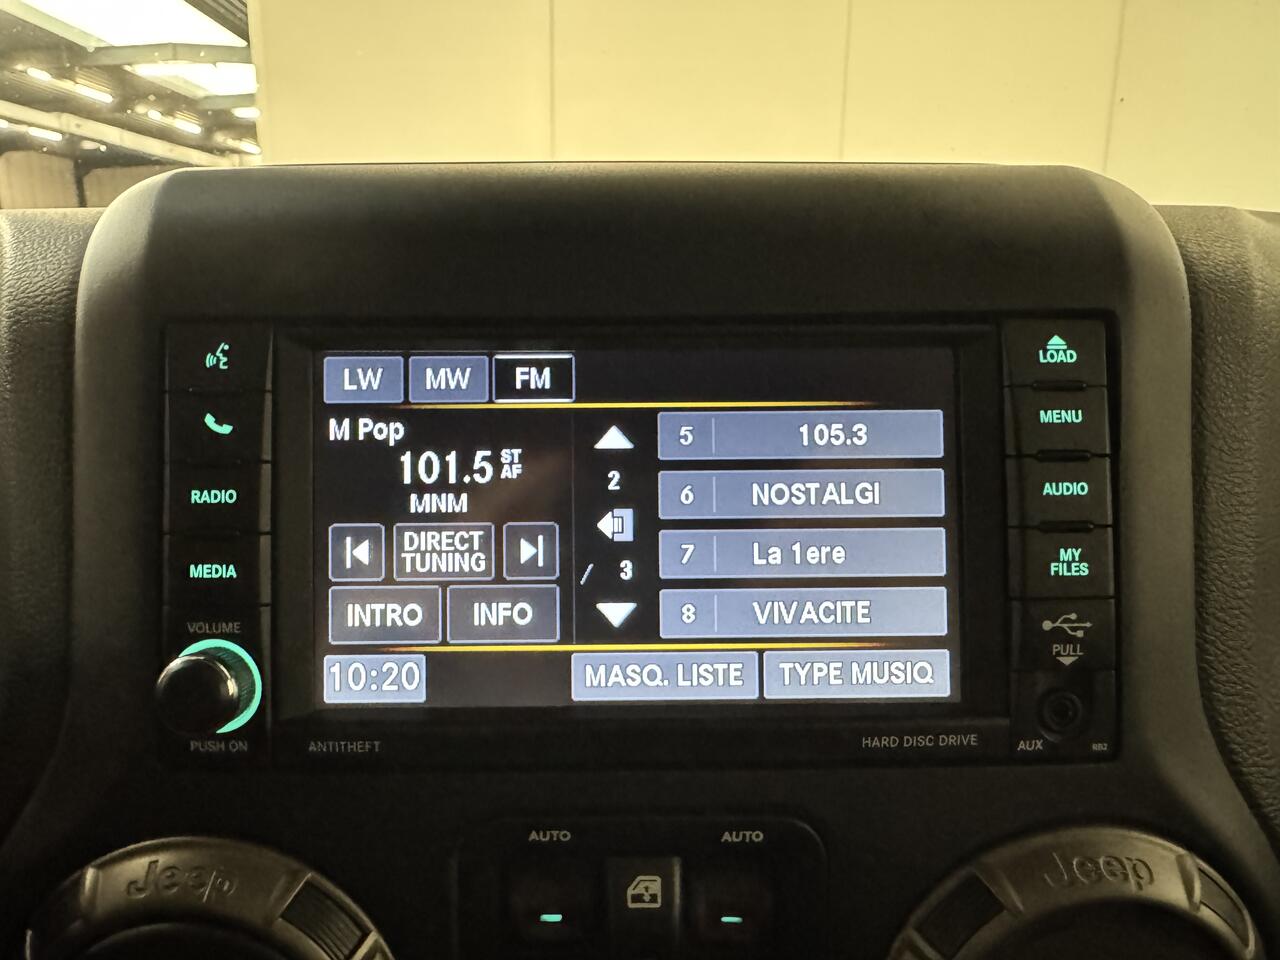 LOAD
LW MW FM
M Pop
101.5 ST AF
MNM
DIRECT TUNING
INTRO INFO
10:20
2
/ 3
5 105.3
6 NOSTALGI
7 La 1ere
8 VIVACITE
MASQ. LISTE TYPE MUSIQ
RADIO
MEDIA
VOLUME
PUSH ON
MENU
AUDIO
MY
FILES
PULL
ANTITHEFT
HARD DISC DRIVE
AUX
RB2
AUTO AUTO
Jeep Jeep